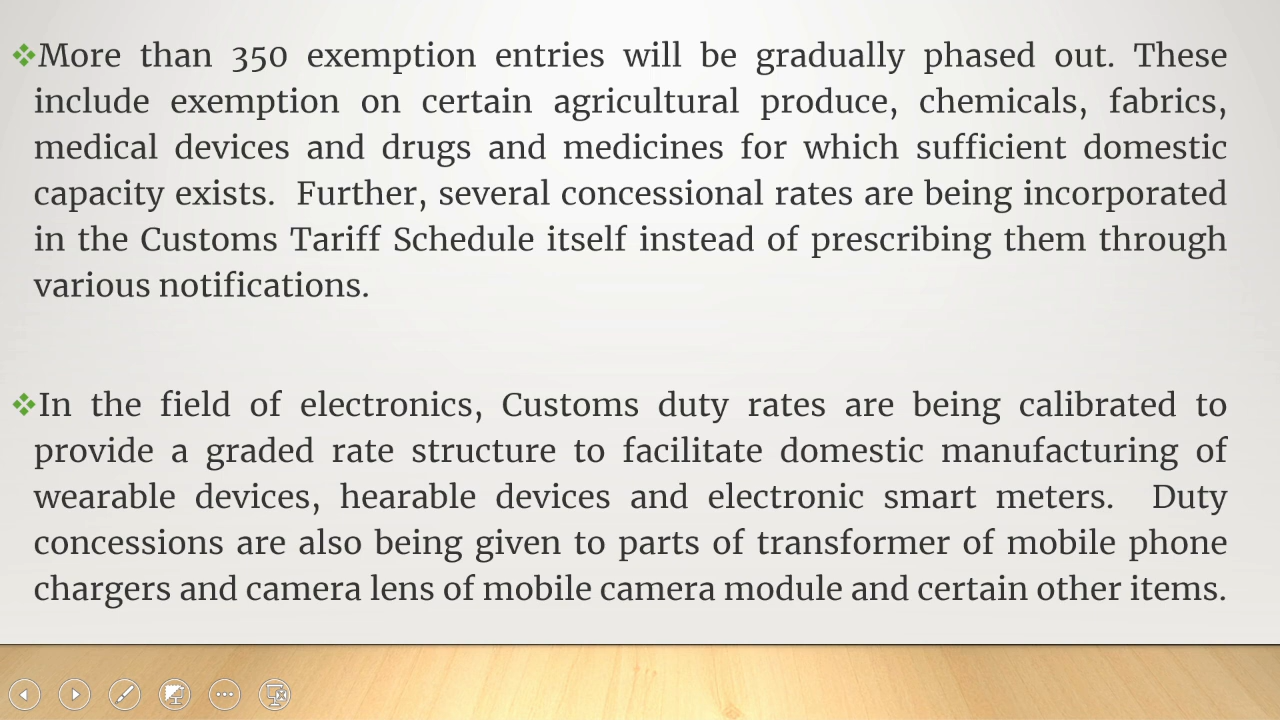 More than 350 exemption entries will be gradually phased out. These
include exemption on certain agricultural produce, chemicals, fabrics,
medical devices and drugs and medicines for which sufficient domestic
capacity exists.  Further, several concessional rates are being incorporated
in the Customs Tariff Schedule itself instead of prescribing them through
various notifications.
In the field of electronics, Customs duty rates are being calibrated to
provide a graded rate structure to facilitate domestic manufacturing of
wearable devices, hearable devices and electronic smart meters.  Duty
concessions are also being given to parts of transformer of mobile phone
chargers and camera lens of mobile camera module and certain other items.